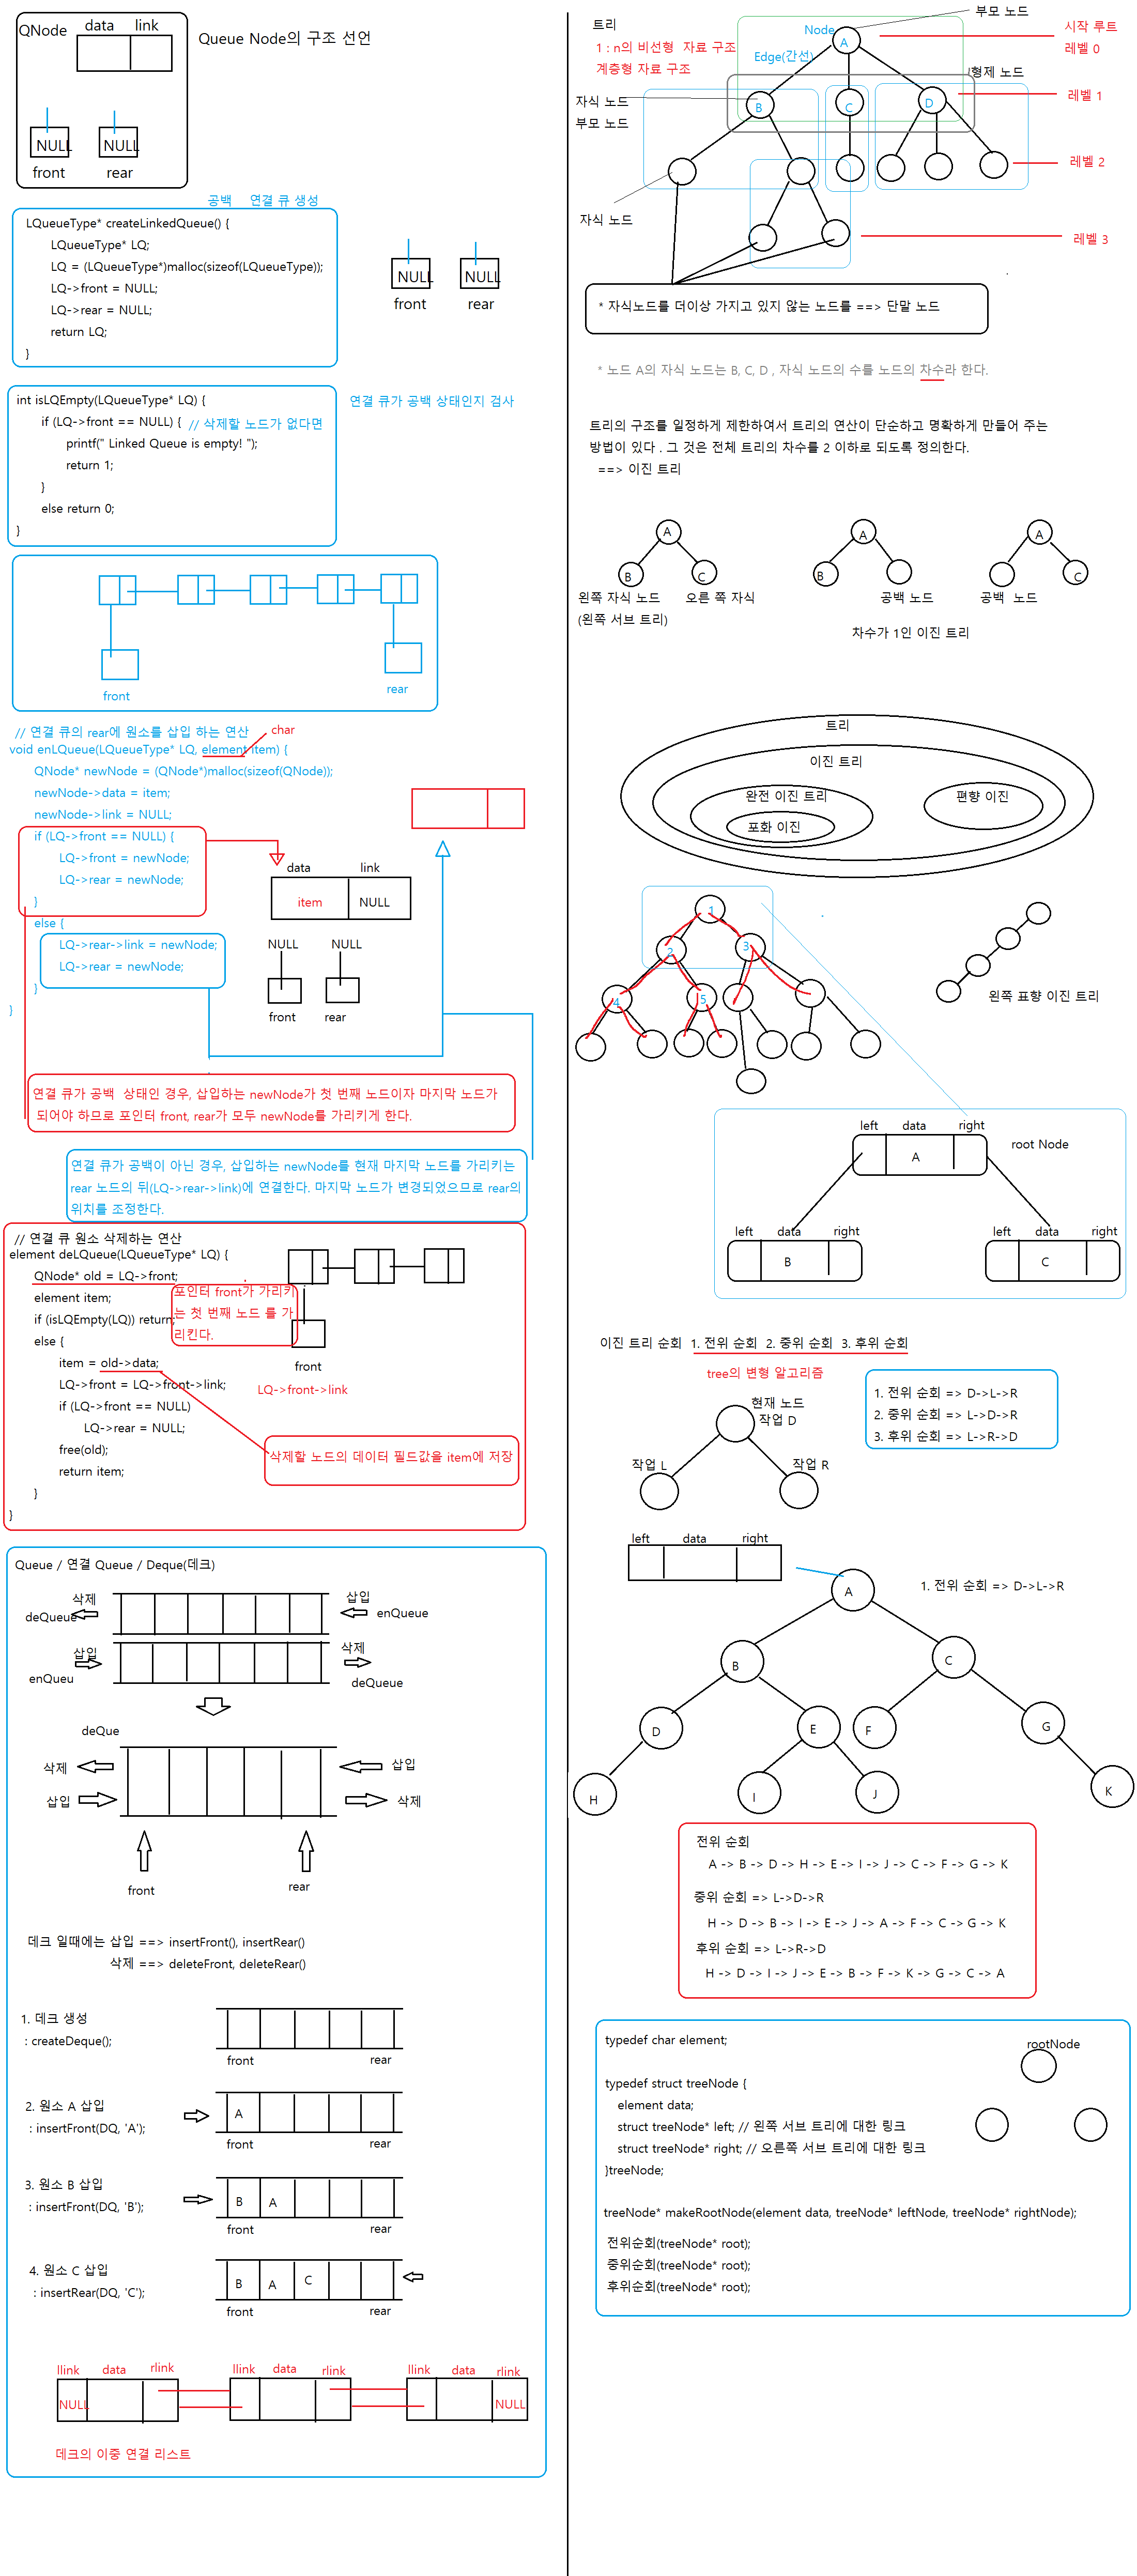 QNode
data link
Queue Node의 구조 선언
NULL NULL
front rear
공백 연결 큐 생성
LQueueType* createLinkedQueue() {
LQueueType* LQ;
LQ = (LQueueType*)malloc(sizeof(LQueueType));
LQ->front = NULL;
LQ->rear = NULL;
return LQ;
}
NULL NULL
front rear
int isLQEmpty(LQueueType* LQ) {
if (LQ->front == NULL) { // 삭제할 노드가 없다면
printf(" Linked Queue is empty! ");
return 1;
}
else return 0;
}
연결 큐가 공백 상태인지 검사
front
rear
// 연결 큐의 rear에 원소를 삽입 하는 연산
char
void enLQueue(LQueueType* LQ, element item) {
QNode* newNode = (QNode*)malloc(sizeof(QNode));
newNode->data = item;
newNode->link = NULL;
if (LQ->front == NULL) {
LQ->front = newNode;
LQ->rear = newNode;
}
else {
LQ->rear->link = newNode;
LQ->rear = newNode;
}
}
data link
item NULL
NULL NULL
front rear
연결 큐가 공백 상태인 경우, 삽입하는 newNode가 첫 번째 노드이자 마지막 노드가
되어야 하므로 포인터 front, rear가 모두 newNode를 가리키게 한다.
연결 큐가 공백이 아닌 경우, 삽입하는 newNode를 현재 마지막 노드를 가리키는
rear 노드의 뒤(LQ->rear->link)에 연결한다. 마지막 노드가 변경되었으므로 rear의
위치를 조정한다.
// 연결 큐 원소 삭제하는 연산
element deLQueue(LQueueType* LQ) {
QNode* old = LQ->front;
element item;
if (isLQEmpty(LQ)) return;
else {
item = old->data;
LQ->front = LQ->front->link;
if (LQ->front == NULL)
LQ->rear = NULL;
free(old);
return item;
}
}
포인터 front가 가리키
는 첫 번째 노드 를 가
리킨다.
front
LQ->front->link
삭제할 노드의 데이터 필드값을 item에 저장
Queue / 연결 Queue / Deque(데크)
삭제 삽입
deQueue enQueue
삽입 삭제
enQueu deQueue
deQue
삭제 삽입
삽입 삭제
front rear
데크 일때에는 삽입 ==> insertFront(), insertRear()
삭제 ==> deleteFront, deleteRear()
1. 데크 생성
: createDeque();
front rear
2. 원소 A 삽입
: insertFront(DQ, 'A');
A
front rear
3. 원소 B 삽입
: insertFront(DQ, 'B');
B A
front rear
4. 원소 C 삽입
: insertRear(DQ, 'C');
B A C
front rear
llink data rlink llink data rlink llink data rlink
NULL NULL
데크의 이중 연결 리스트
트리
1 : n의 비선형 자료 구조
계층형 자료 구조
부모 노드
Node
A
Edge(간선)
시작 루트
레벨 0
형제 노드
자식 노드
부모 노드
B C D
레벨 1
레벨 2
자식 노드
레벨 3
* 자식노드를 더이상 가지고 있지 않는 노드를 ==> 단말 노드
* 노드 A의 자식 노드는 B, C, D , 자식 노드의 수를 노드의 차수라 한다.
트리의 구조를 일정하게 제한하여서 트리의 연산이 단순하고 명확하게 만들어 주는
방법이 있다 . 그 것은 전체 트리의 차수를 2 이하로 되도록 정의한다.
==> 이진 트리
A A A
B C B C
왼쪽 자식 노드 오른 쪽 자식 공백 노드 공백 노드
(왼쪽 서브 트리)
차수가 1인 이진 트리
트리
이진 트리
완전 이진 트리
편향 이진
포화 이진
1
2 3
4 5
왼쪽 표향 이진 트리
left data right
A
root Node
left data right
B
left data right
C
이진 트리 순회 1. 전위 순회 2. 중위 순회 3. 후위 순회
tree의 변형 알고리즘
현재 노드
작업 D
작업 L 작업 R
1. 전위 순회 => D->L->R
2. 중위 순회 => L->D->R
3. 후위 순회 => L->R->D
left data right
A
1. 전위 순회 => D->L->R
B C
D E F G
H I J K
전위 순회
A -> B -> D -> H -> E -> I -> J -> C -> F -> G -> K
중위 순회 => L->D->R
H -> D -> B -> I -> E -> J -> A -> F -> C -> G -> K
후위 순회 => L->R->D
H -> D -> I -> J -> E -> B -> F -> K -> G -> C -> A
typedef char element;
rootNode
typedef struct treeNode {
element data;
struct treeNode* left; // 왼쪽 서브 트리에 대한 링크
struct treeNode* right; // 오른쪽 서브 트리에 대한 링크
}treeNode;
treeNode* makeRootNode(element data, treeNode* leftNode, treeNode* rightNode);
전위순회(treeNode* root);
중위순회(treeNode* root);
후위순회(treeNode* root);